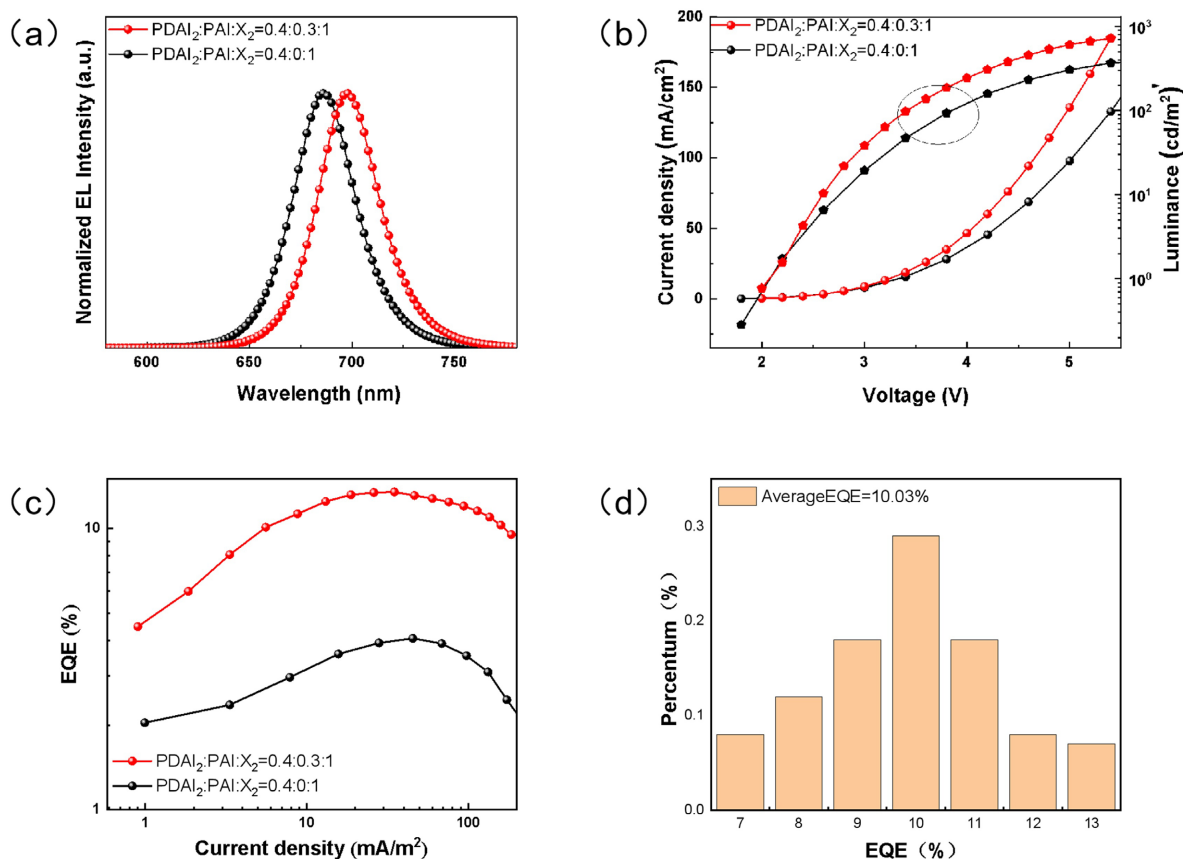 (a)
PDAI₂:PAI:X₂=0.4:0.3:1
PDAI₂:PAI:X₂=0.4:0:1
Normalized EL Intensity (a.u.)
600
650
700
750
Wavelength (nm)
(b)
PDAI₂:PAI:X₂=0.4:0.3:1
PDAI₂:PAI:X₂=0.4:0:1
Current density (mA/cm²)
200
150
100
50
0
Luminance (cd/m²)'
10³
10²
10¹
10⁰
2
3
4
5
Voltage (V)
(c)
EQE (%)
10
1
PDAI₂:PAI:X₂=0.4:0.3:1
PDAI₂:PAI:X₂=0.4:0:1
1
10
100
Current density (mA/m²)
(d)
AverageEQE=10.03%
Percentum (%)
0.3
0.2
0.1
0.0
7
8
9
10
11
12
13
EQE (%)